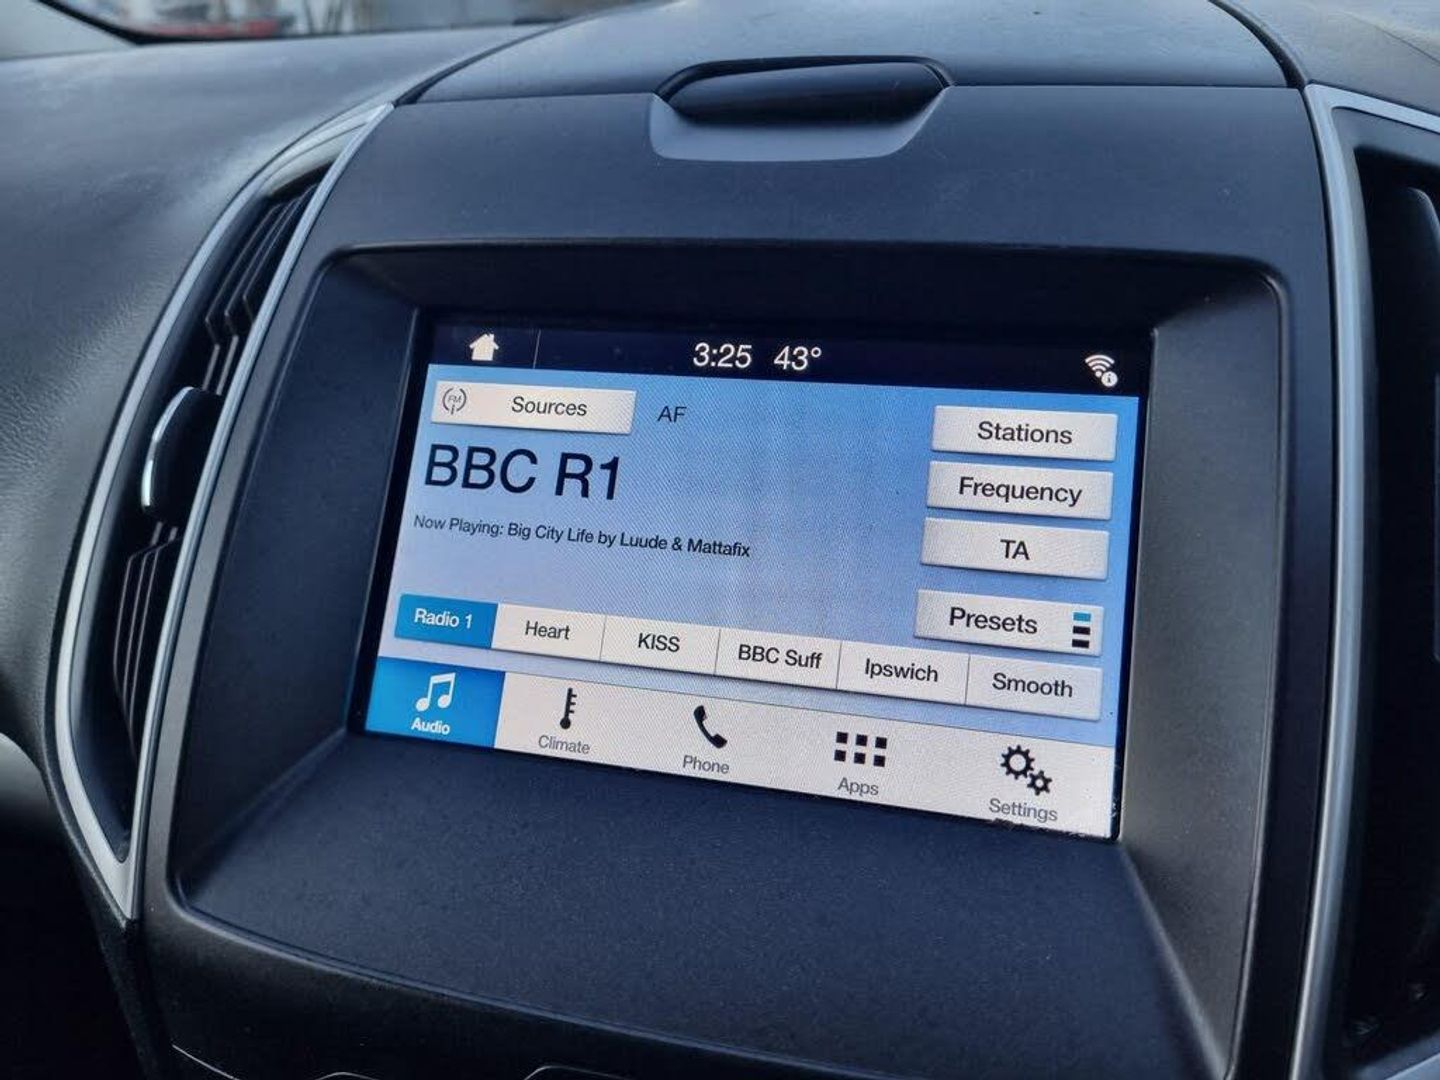 3:25 43°
FM Sources AF
Stations
BBC R1
Frequency
Now Playing: Big City Life by Luude & Mattafix
TA
Presets
Radio 1 Heart KISS BBC Suff Ipswich Smooth
Audio Climate Phone Apps Settings